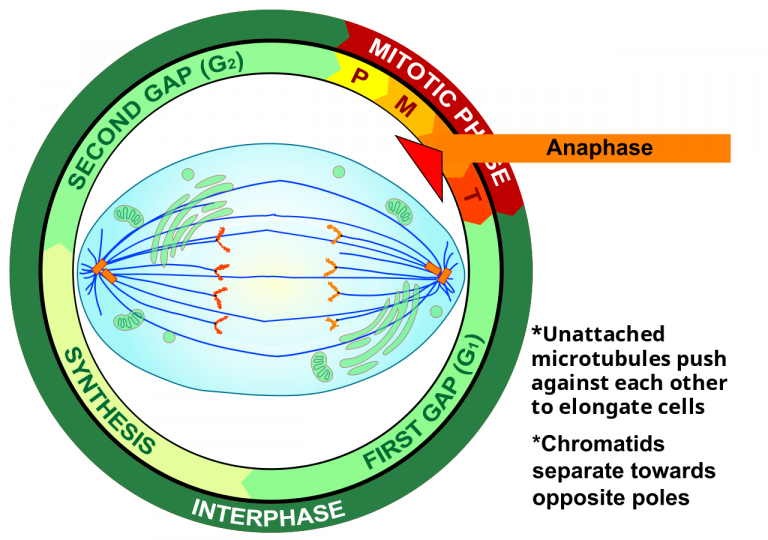 SECOND GAP (G2)
MITOTIC PHASE
P
M
Anaphase
T
SYNTHESIS
FIRST GAP (G1)
INTERPHASE
*Unattached
microtubules push
against each other
to elongate cells
*Chromatids
separate towards
opposite poles